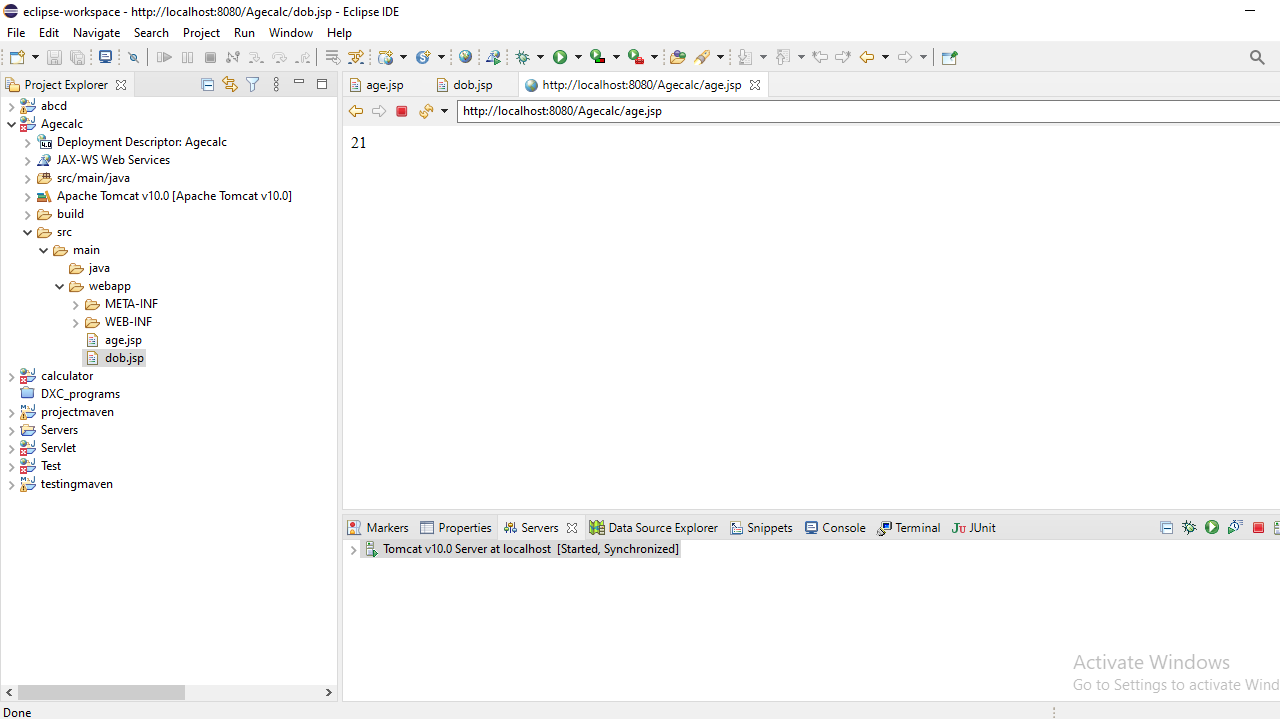 eclipse-workspace - http://localhost:8080/Agecalc/dob.jsp - Eclipse IDE
File Edit Navigate Search Project Run Window Help
Project Explorer
abcd
Agecalc
Deployment Descriptor: Agecalc
JAX-WS Web Services
src/main/java
Apache Tomcat v10.0 [Apache Tomcat v10.0]
build
src
main
java
webapp
META-INF
WEB-INF
age.jsp
dob.jsp
calculator
DXC_programs
projectmaven
Servers
Servlet
Test
testingmaven
age.jsp dob.jsp http://localhost:8080/Agecalc/age.jsp
http://localhost:8080/Agecalc/age.jsp
21
Markers Properties Servers Data Source Explorer Snippets Console Terminal JUnit
Tomcat v10.0 Server at localhost [Started, Synchronized]
Activate Windows
Go to Settings to activate Wind
Done